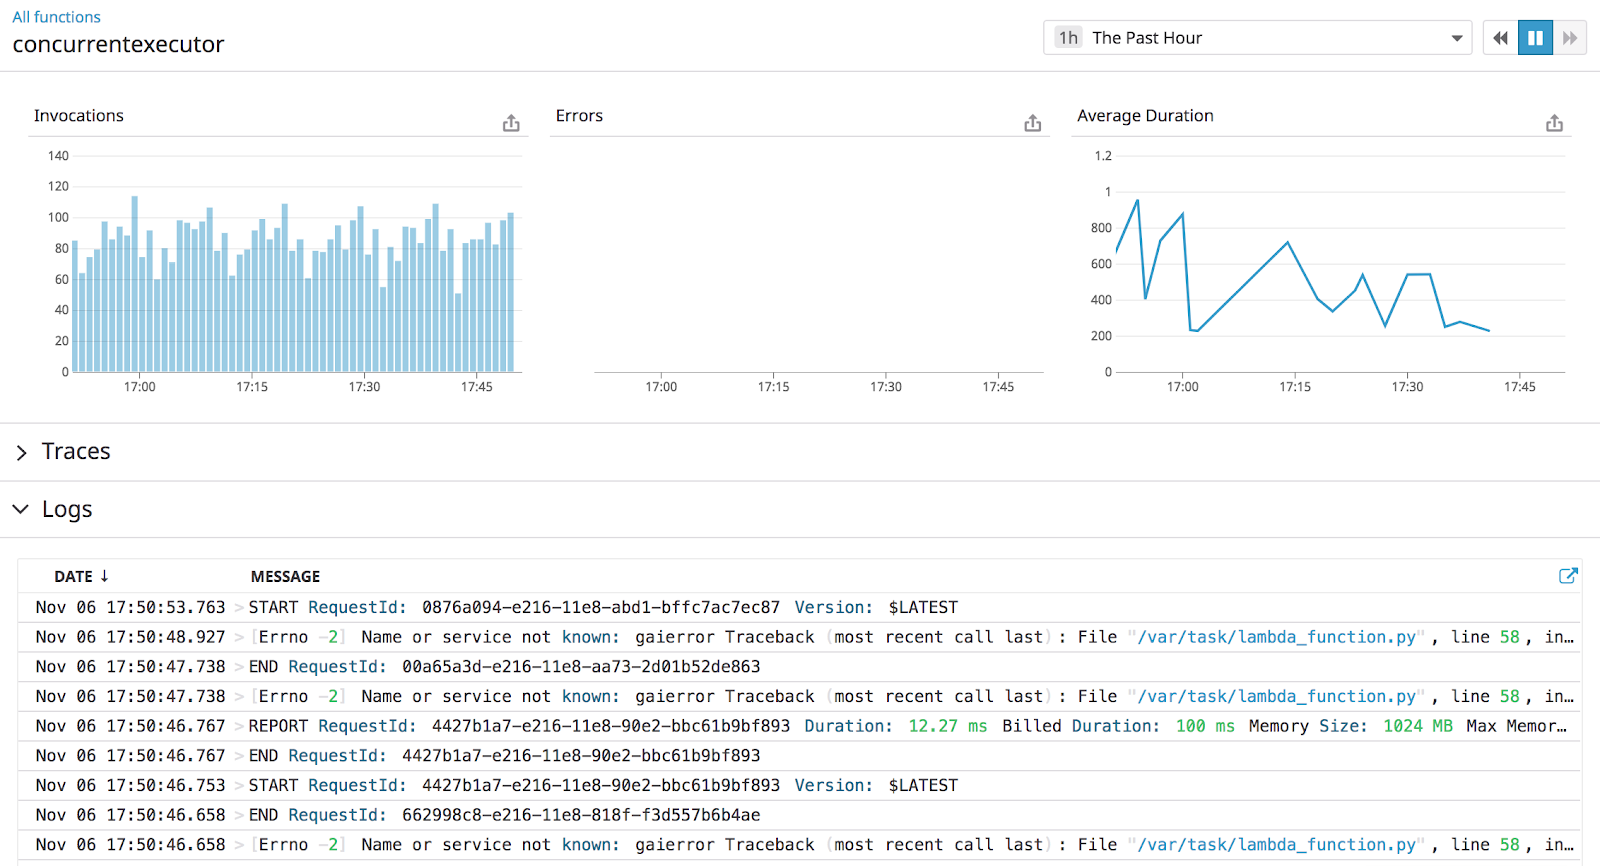 All functions
concurrentexecutor
1h The Past Hour
Invocations
140
120
100
80
60
40
20
0
17:00 17:15 17:30 17:45
Errors
17:00 17:15 17:30 17:45
Average Duration
1.2
1
800
600
400
200
0
17:00 17:15 17:30 17:45
Traces
Logs
DATE ↓ MESSAGE
Nov 06 17:50:53.763 > START RequestId: 0876a094-e216-11e8-abd1-bffc7ac7ec87 Version: $LATEST
Nov 06 17:50:48.927 > [Errno -2] Name or service not known: gaierror Traceback (most recent call last): File "/var/task/lambda_function.py", line 58, in…
Nov 06 17:50:47.738 > END RequestId: 00a65a3d-e216-11e8-aa73-2d01b52de863
Nov 06 17:50:47.738 > [Errno -2] Name or service not known: gaierror Traceback (most recent call last): File "/var/task/lambda_function.py", line 58, in…
Nov 06 17:50:46.767 > REPORT RequestId: 4427b1a7-e216-11e8-90e2-bbc61b9bf893 Duration: 12.27 ms Billed Duration: 100 ms Memory Size: 1024 MB Max Memor…
Nov 06 17:50:46.767 > END RequestId: 4427b1a7-e216-11e8-90e2-bbc61b9bf893
Nov 06 17:50:46.753 > START RequestId: 4427b1a7-e216-11e8-90e2-bbc61b9bf893 Version: $LATEST
Nov 06 17:50:46.658 > END RequestId: 662998c8-e216-11e8-818f-f3d557b6b4ae
Nov 06 17:50:46.658 > [Errno -2] Name or service not known: gaierror Traceback (most recent call last): File "/var/task/lambda_function.py", line 58, in…